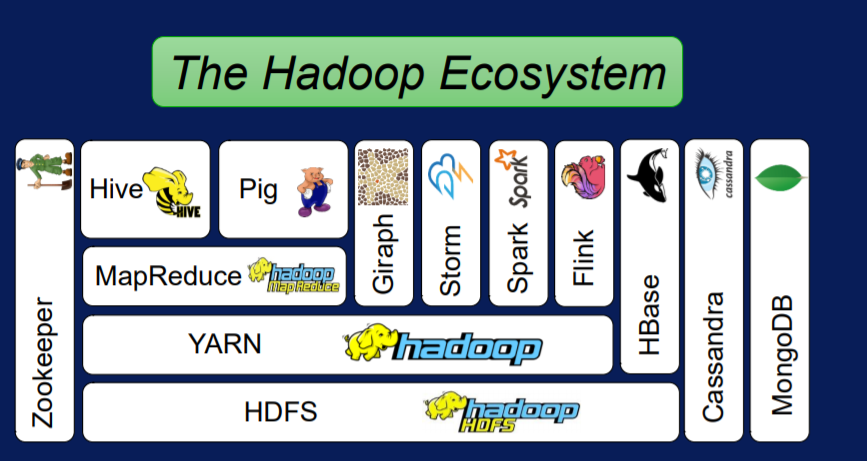 The Hadoop Ecosystem
Zookeeper
Hive
HIVE
Pig
MapReduce
hadoop
MapReduce
Giraph
Storm
Spark
Spark
Flink
HBase
cassandra
Cassandra
MongoDB
YARN
hadoop
HDFS
hadoop
HDFS